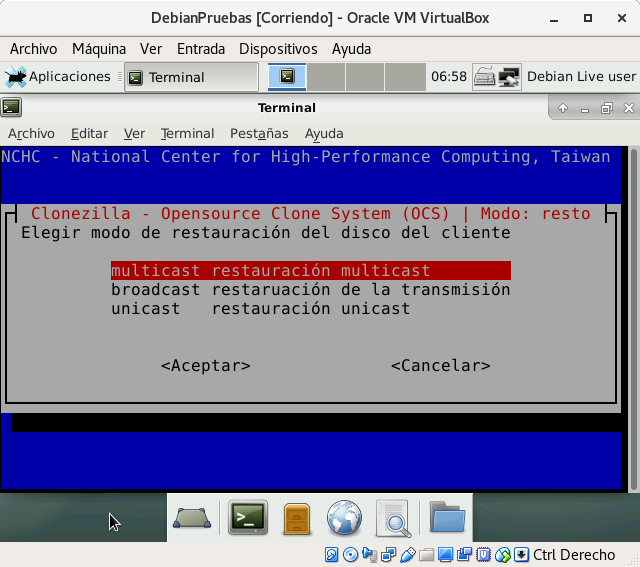 DebianPruebas [Corriendo] - Oracle VM VirtualBox
Archivo Máquina Ver Entrada Dispositivos Ayuda
Aplicaciones Terminal 06:58 Debian Live user
Terminal
Archivo Editar Ver Terminal Pestañas Ayuda
NCHC - National Center for High-Performance Computing, Taiwan
Clonezilla - Opensource Clone System (OCS) | Modo: resto
Elegir modo de restauración del disco del cliente
multicast restauración multicast
broadcast restaruación de la transmisión
unicast restauración unicast
<Aceptar> <Cancelar>
Ctrl Derecho